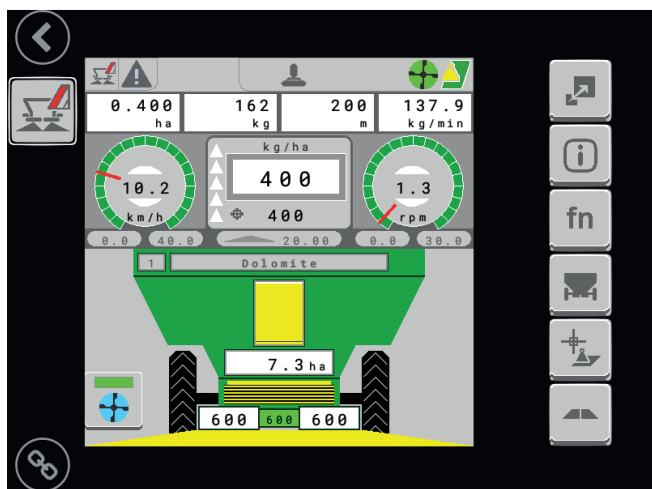 0.400 162 200 137.9
ha kg m kg/min
kg/ha
400
10.2 1.3
km/h 400 rpm
0.0 40.0 20.00 0.0 30.0
1 Dolomite
fn
7.3 ha
600 600 600